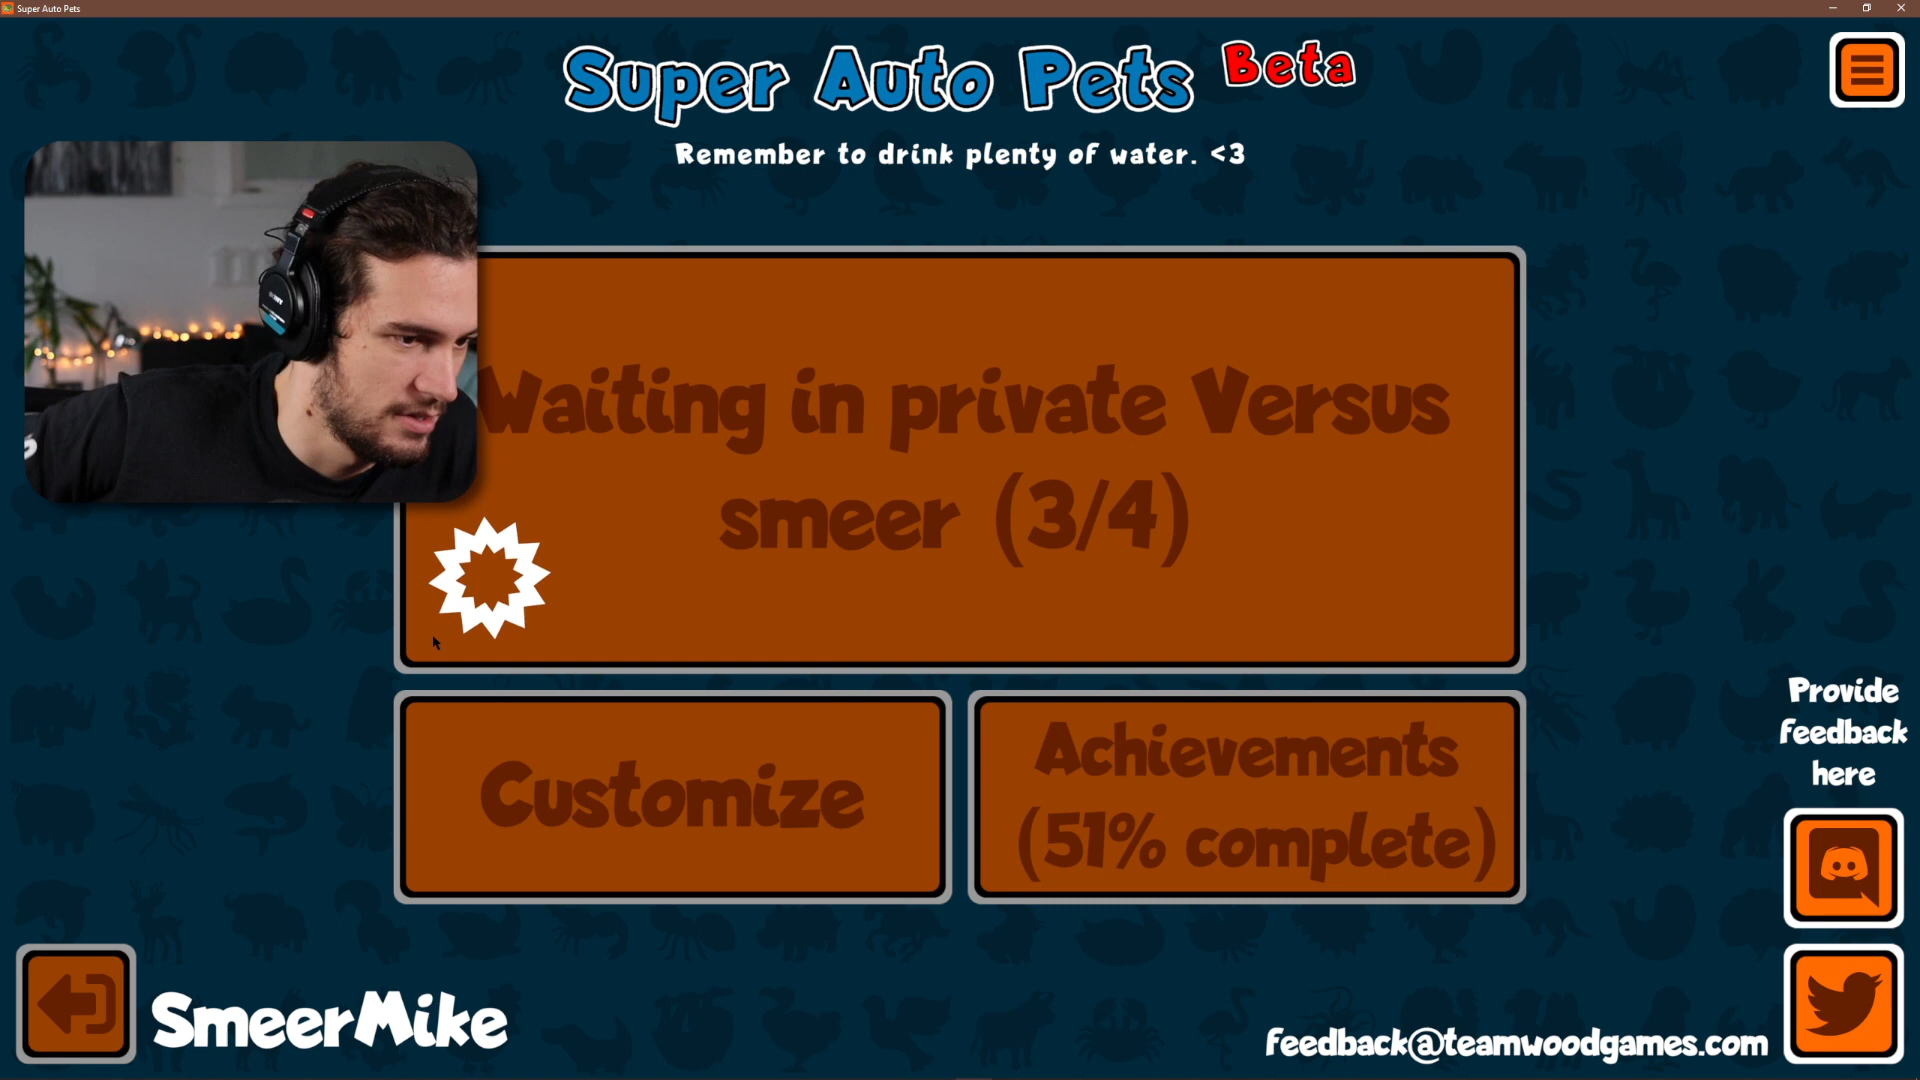 Super Auto Pets
Super Auto Pets Beta
Remember to drink plenty of water. <3
Waiting in private Versus
smeer (3/4)
Customize
Achievements
(51% complete)
Provide
feedback
here
SmeerMike
feedback@teamwoodgames.com